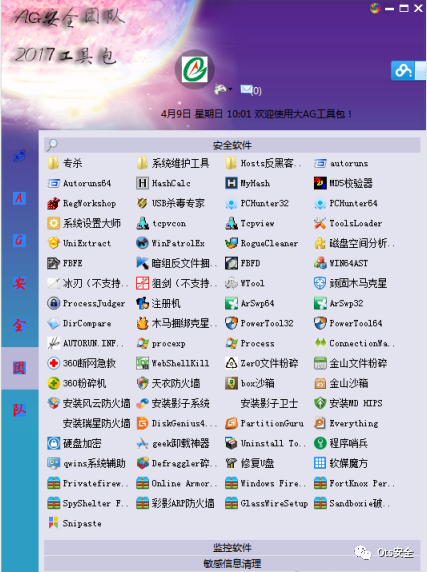 AG安全团队
2017工具包
(0)
4月9日 星期日 10:01 欢迎使用大AG工具包！
安全软件
专杀 系统维护工具 Hosts反黑客.. autoruns
Autoruns64 HashCalc MyHash MD5校验器
RegWorkshop USB杀毒专家 PCHunter32 PCHunter64
系统设置大师 tcpvcon Tcpview ToolsLoader
UniExtract WinPatrolEx RogueCleaner 磁盘空间分析..
FBFE 暗组反文件捆.. FBFD WIN64AST
冰刃（不支持.. 狙剑（不支持.. WTool 顽固木马克星
ProcessJudger 注册机 ArSwp64 ArSwp32
DirCompare 木马捆绑克星.. PowerTool32 PowerTool64
AUTORUN.INF.. procexp Process ConnectionWa..
360断网急救 WebShellKill ZerO文件粉碎 金山文件粉碎
360粉碎机 天衣防火墙 box沙箱 金山沙箱
安装风云防火墙 安装影子系统 安装影子卫士 安装MD HIPS
安装瑞星防火墙 DiskGenius4... PartitionGuru Everything
硬盘加密 geek卸载神器 Uninstall To.. 程序哨兵
qwins系统辅助 Defraggler碎.. 修复U盘 软媒魔方
Privatefirew.. Online Armor.. Windows Fire.. FortKnox Per..
SpyShelter F.. 彩影ARP防火墙 GlassWireSetup Sandboxie破..
Snipaste
监控软件
敏感信息清理
A
G
安
全
团
队
Ots安全